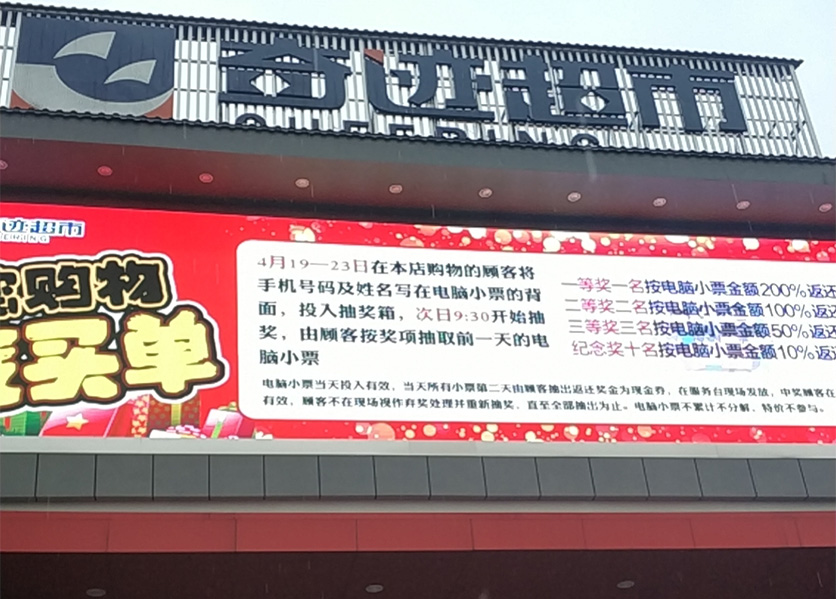 奇迹超市
迹超市
购物
买单
4月19—23日在本店购物的顾客将
手机号码及姓名写在电脑小票的背
面，投入抽奖箱，次日9:30开始抽
奖，由顾客按奖项抽取前一天的电
脑小票
一等奖一名按电脑小票金额200%返还
二等奖二名按电脑小票金额100%返还
三等奖三名按电脑小票金额50%返还
纪念奖十名按电脑小票金额10%返还
电脑小票当天投入有效，当天所有小票第二天由顾客抽出返还奖金为现金券，在服务台现场发放，中奖顾客在
有效，顾客不在现场视作弃奖处理并重新抽奖，直至全部抽出为止。电脑小票不累计不分解，特价不参与。